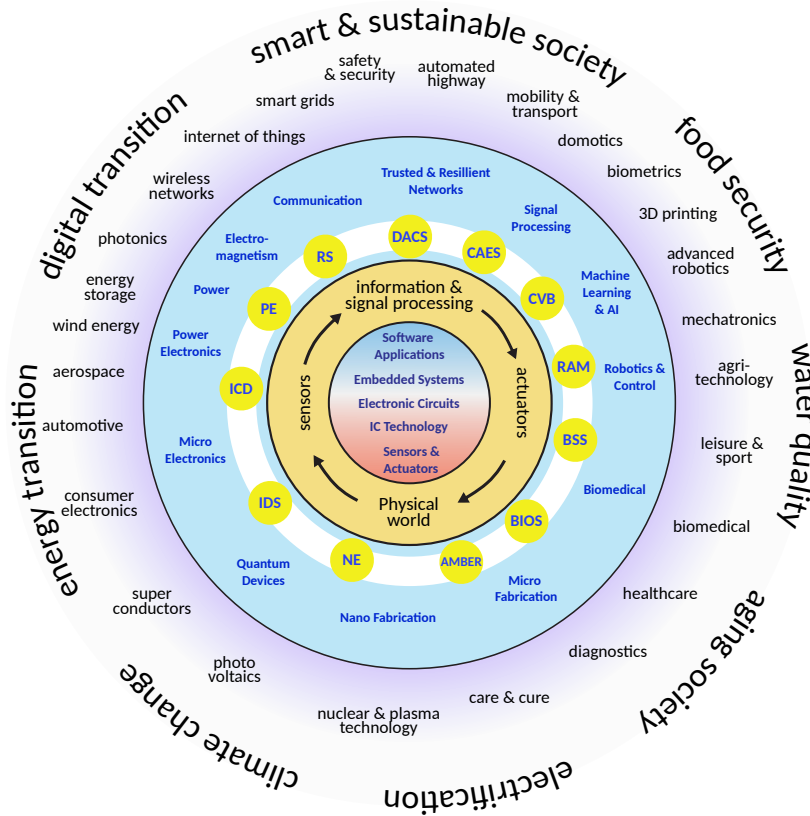 smart & sustainable society
food security
water quality
aging society
electrification
climate change
energy transition
digital transition
safety
& security
automated
highway
mobility &
transport
domotics
biometrics
3D printing
advanced
robotics
mechatronics
agri-
technology
leisure &
sport
biomedical
healthcare
diagnostics
care & cure
nuclear & plasma
technology
photo
voltaics
super
conductors
consumer
electronics
automotive
aerospace
wind energy
energy
storage
photonics
wireless
networks
internet of things
smart grids
Trusted & Resillient
Networks
Signal
Processing
Machine
Learning
& AI
Robotics &
Control
Biomedical
Micro
Fabrication
Nano Fabrication
Quantum
Devices
Micro
Electronics
Power
Electronics
Power
Electro-
magnetism
Communication
DACS
CAES
CVB
RAM
BSS
BIOS
AMBER
NE
IDS
ICD
PE
RS
information &
signal processing
actuators
Physical
world
sensors
Software
Applications
Embedded Systems
Electronic Circuits
IC Technology
Sensors &
Actuators